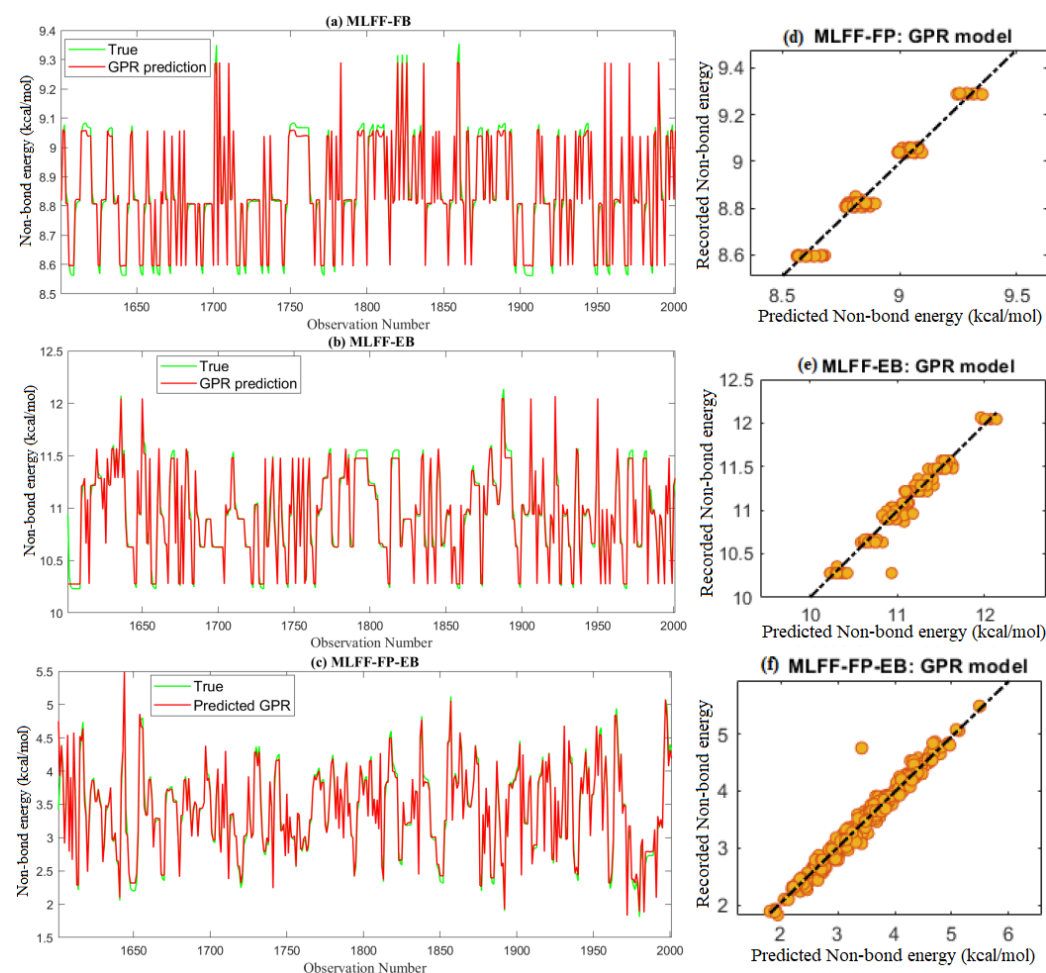 (a) MLFF-FB
Non-bond energy (kcal/mol)
9.4
9.3
9.2
9.1
9
8.9
8.8
8.7
8.6
8.5
True
GPR prediction
1650 1700 1750 1800 1850 1900 1950 2000
Observation Number
(d) MLFF-FP: GPR model
Recorded Non-bond energy
9.4
9.2
9
8.8
8.6
8.5 9 9.5
Predicted Non-bond energy (kcal/mol)
(b) MLFF-EB
Non-bond energy (kcal/mol)
12.5
12
11.5
11
10.5
10
True
GPR prediction
1650 1700 1750 1800 1850 1900 1950 2000
Observation Number
(e) MLFF-EB: GPR model
Recorded Non-bond energy
12.5
12
11.5
11
10.5
10
10 11 12
Predicted Non-bond energy (kcal/mol)
(c) MLFF-FP-EB
Non-bond energy (kcal/mol)
5.5
5
4.5
4
3.5
3
2.5
2
1.5
True
Predicted GPR
1650 1700 1750 1800 1850 1900 1950 2000
Observation Number
(f) MLFF-FP-EB: GPR model
Recorded Non-bond energy
5
4
3
2
2 3 4 5 6
Predicted Non-bond energy (kcal/mol)